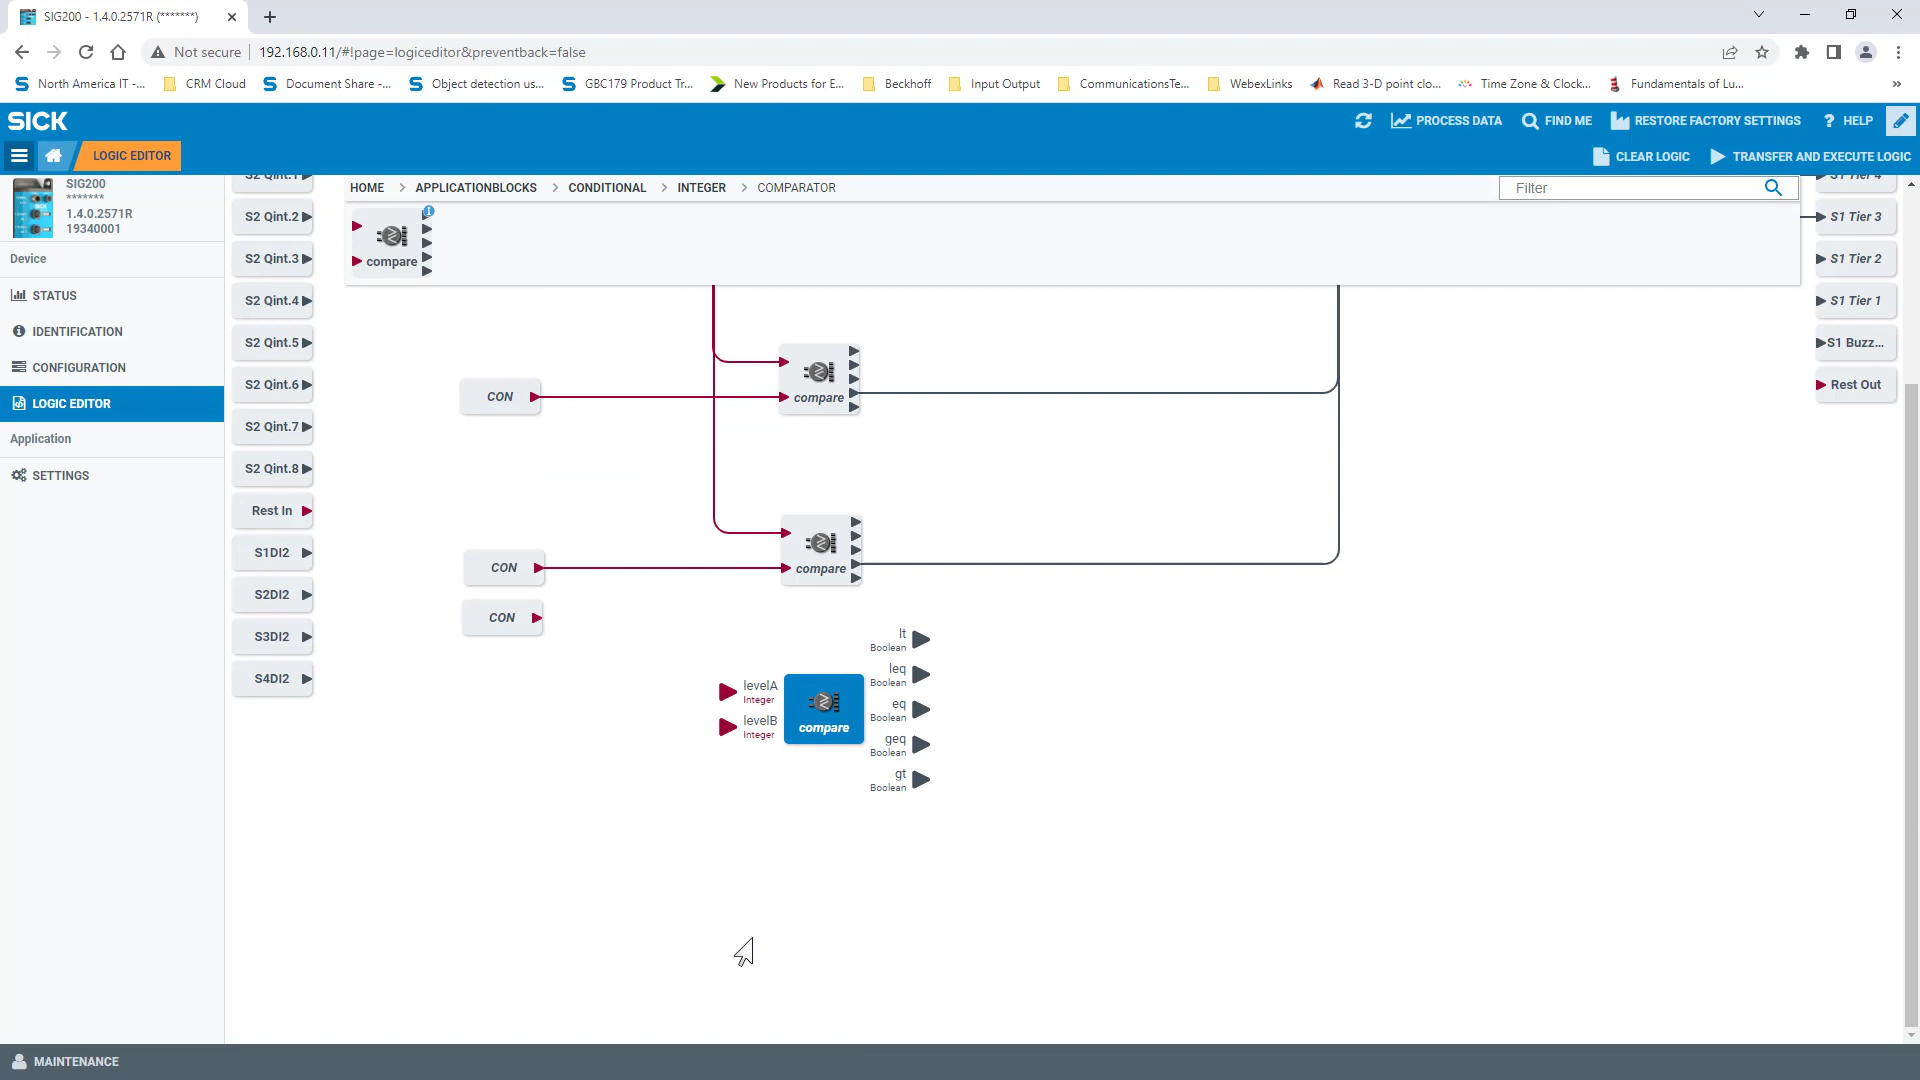 SIG200 - 1.4.0.2571R (*******)
Not secure
192.168.0.11/#!page=logiceditor&preventback=false
North America IT -...
CRM Cloud
Document Share -...
Object detection us...
GBC179 Product Tr...
New Products for E...
Beckhoff
Input Output
CommunicationsTe...
WebexLinks
Read 3-D point clo...
Time Zone & Clock...
Fundamentals of Lu...
»
SICK
PROCESS DATA
FIND ME
RESTORE FACTORY SETTINGS
? HELP
LOGIC EDITOR
CLEAR LOGIC
TRANSFER AND EXECUTE LOGIC
SIG200
*******
1.4.0.2571R
19340001
Device
STATUS
IDENTIFICATION
CONFIGURATION
LOGIC EDITOR
Application
SETTINGS
S2 Qint.1
S2 Qint.2
S2 Qint.3
S2 Qint.4
S2 Qint.5
S2 Qint.6
S2 Qint.7
S2 Qint.8
Rest In
S1DI2
S2DI2
S3DI2
S4DI2
HOME > APPLICATIONBLOCKS > CONDITIONAL > INTEGER > COMPARATOR
Filter
compare
CON
compare
CON
compare
CON
levelA
Integer
levelB
Integer
compare
lt
Boolean
leq
Boolean
eq
Boolean
geq
Boolean
gt
Boolean
S1 Tier 4
S1 Tier 3
S1 Tier 2
S1 Tier 1
S1 Buzz...
Rest Out
MAINTENANCE